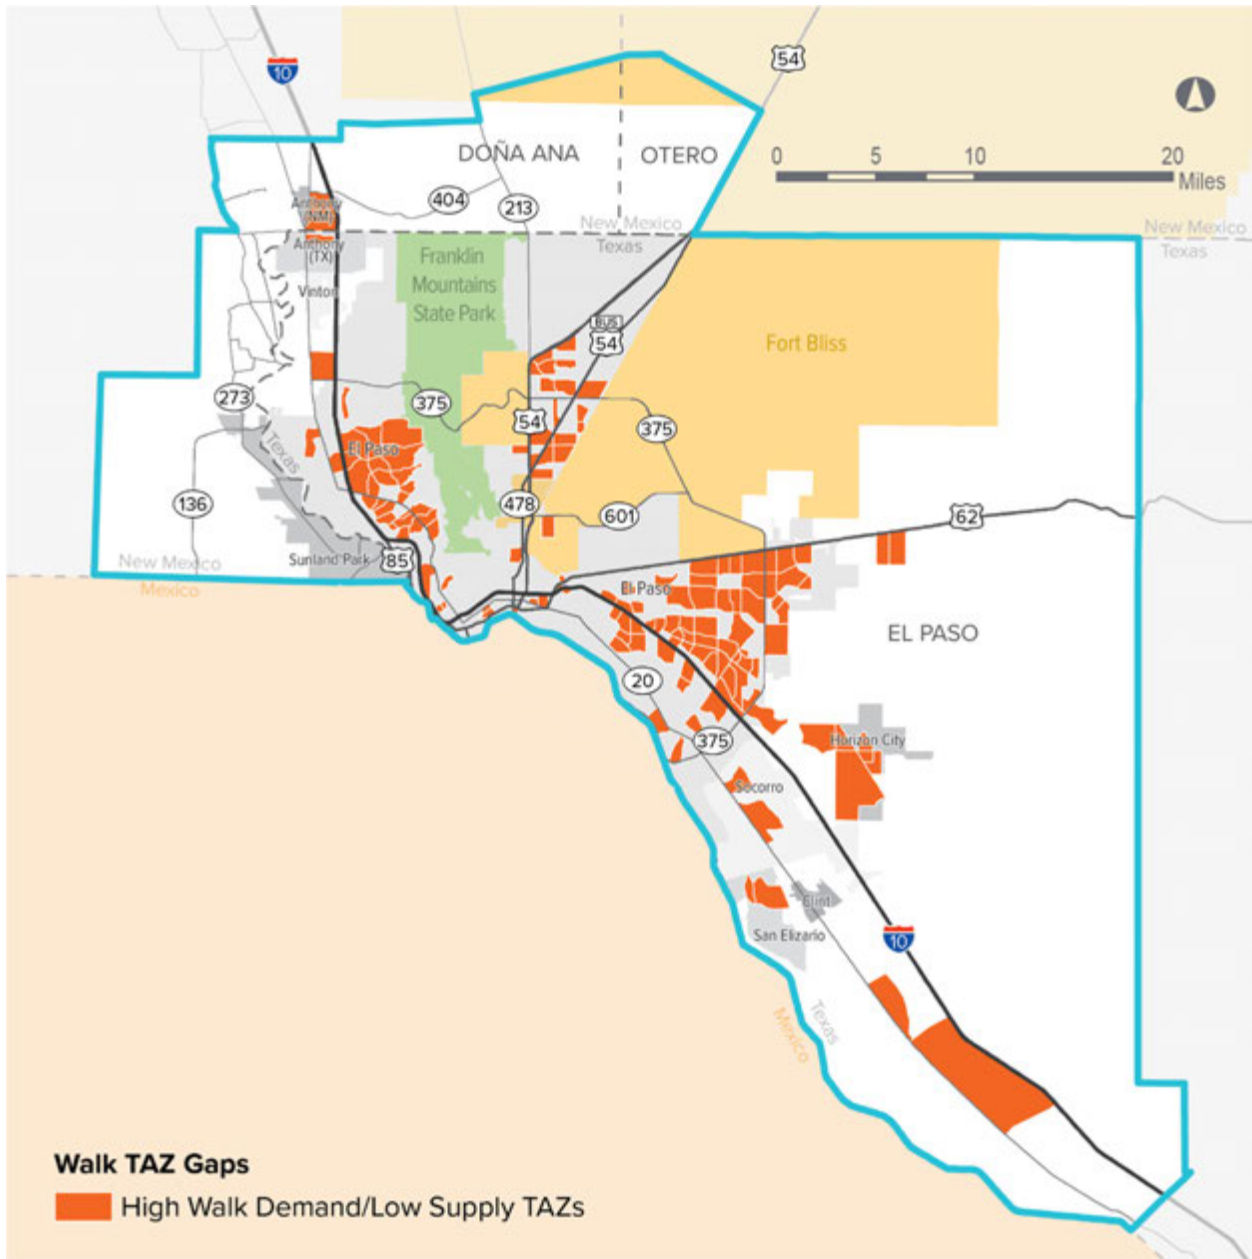 54
10
DOÑA ANA
OTERO
0 5 10 20
Miles
404
213
Anthony
(NM)
New Mexico
Texas
New Mexico
Texas
Anthony
(TX)
Franklin
Mountains
State Park
Vinton
BUS
54
Fort Bliss
273
375
54
375
Texas
El Paso
136
478
601
62
New Mexico
Mexico
Sunland Park
85
El Paso
EL PASO
20
375
Horizon City
Socorro
Clint
San Elizario
10
Mexico
Texas
Walk TAZ Gaps
High Walk Demand/Low Supply TAZs